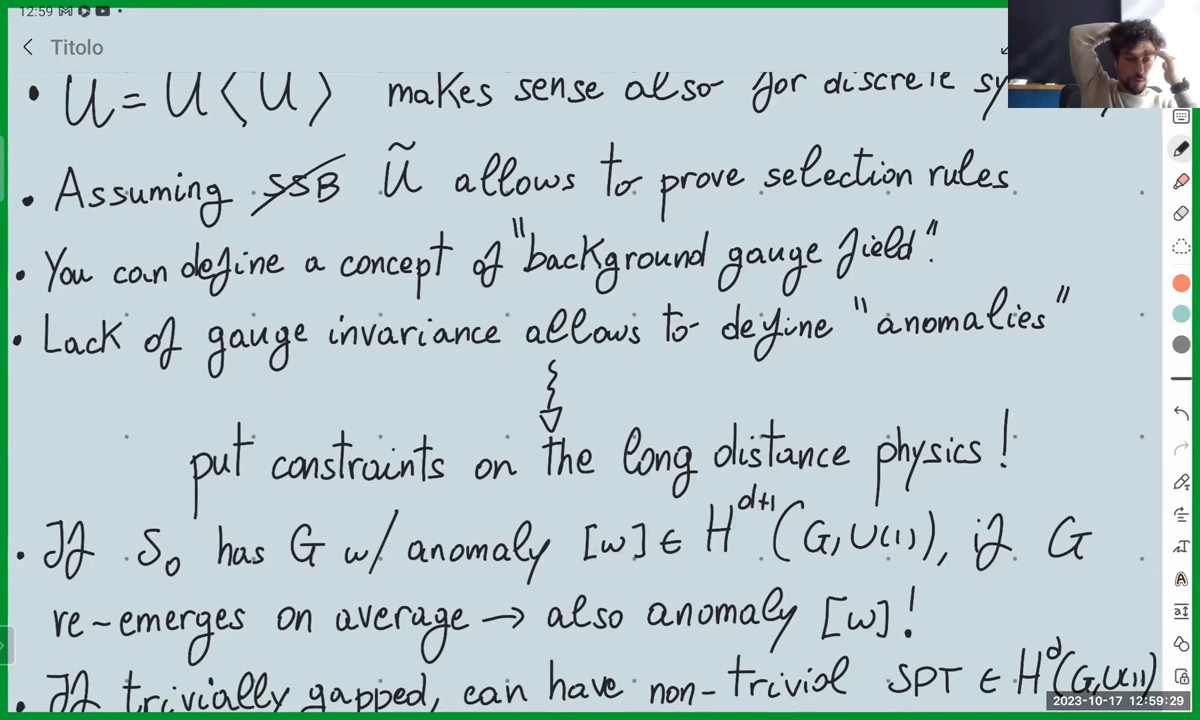 12:59
Titolo
• U = U⟨U⟩ makes sense also for discrete
• Assuming SSB Ũ allows to prove selection rules
• You can define a concept of "background gauge field".
• Lack of gauge invariance allows to define "anomalies"
put constraints on the long distance physics!
• If S₀ has G w/ anomaly [w] ∈ H^{d+1}(G, U(1)), if G
re-emerges on average → also anomaly [w]!
• If trivially gapped, can have non-trivial SPT ∈ H^d(G,U(1))
2023-10-17 12:59:29